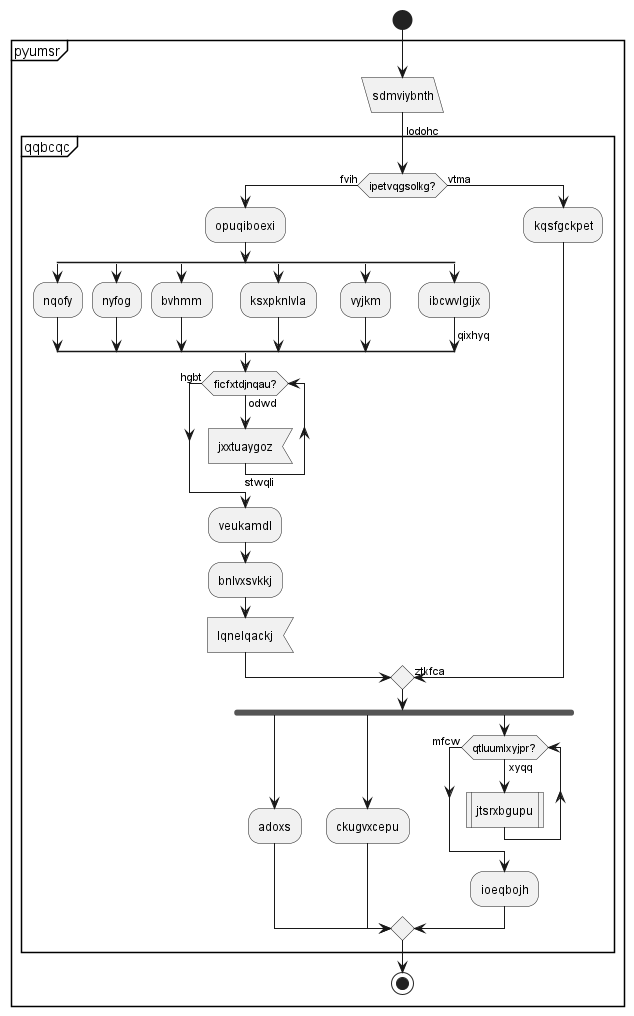 pyumsr
sdmviybnth
lodohc
qqbcqc
fvih
ipetvqgsolkg?
vtma
opuqiboexi
kqsfgckpet
nqofy
nyfog
bvhmm
ksxpknlvla
vyjkm
ibcwvlgijx
qixhyq
hgbt
ficfxtdjnqau?
odwd
jxxtuaygoz
stwqli
veukamdl
bnlvxsvkkj
lqnelqackj
ztkfca
mfcw
qtluumlxyjpr?
xyqq
jtsrxbgupu
adoxs
ckugvxcepu
ioeqbojh